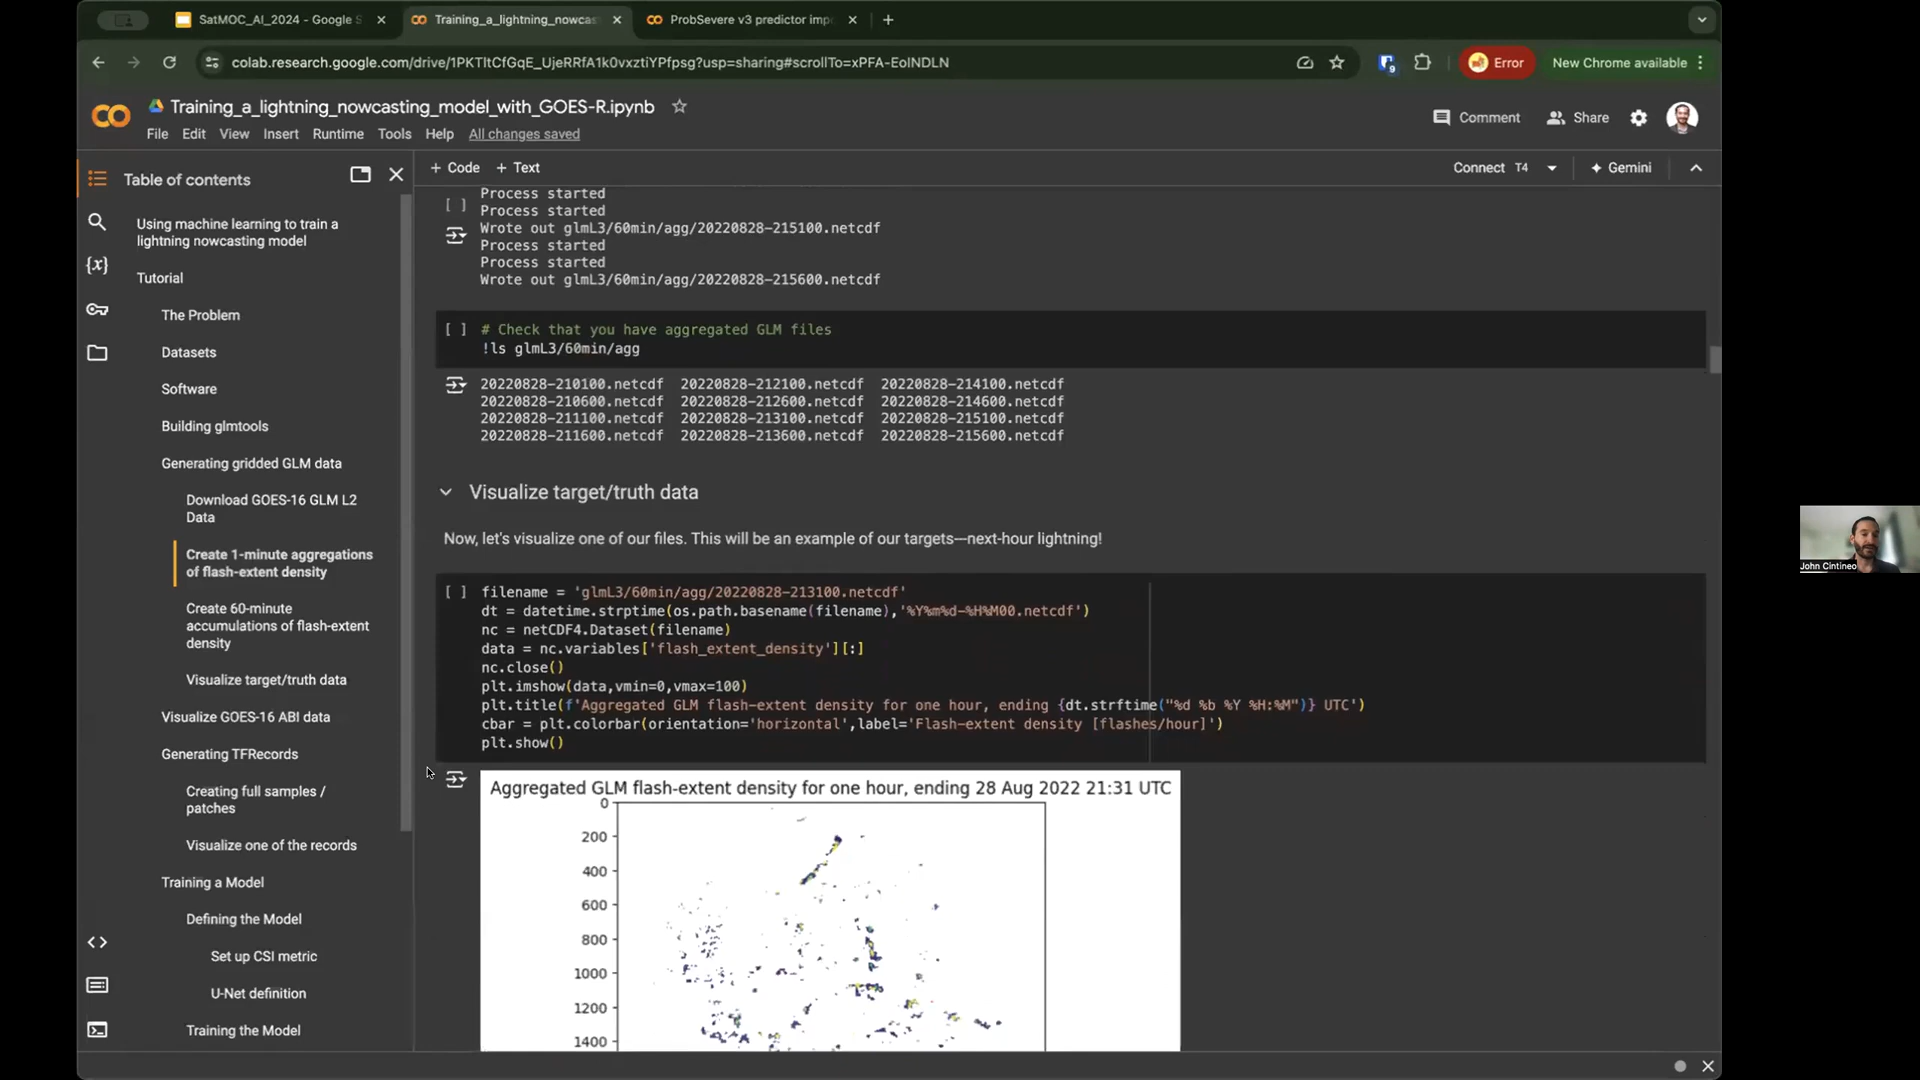 SatMOC_AI_2024 - Google S
Training_a_lightning_nowcas
ProbSevere v3 predictor imp
colab.research.google.com/drive/1PKTltCfGqE_UjeRRfA1k0vxztiYPfpsg?usp=sharing#scrollTo=xPFA-EoINDLN
9
Error
New Chrome available
Training_a_lightning_nowcasting_model_with_GOES-R.ipynb
File Edit View Insert Runtime Tools Help All changes saved
Comment
Share
Table of contents
+ Code + Text
Connect T4
Gemini
Using machine learning to train a
lightning nowcasting model
Tutorial
The Problem
Datasets
Software
Building glmtools
Generating gridded GLM data
Download GOES-16 GLM L2
Data
Create 1-minute aggregations
of flash-extent density
Create 60-minute
accumulations of flash-extent
density
Visualize target/truth data
Visualize GOES-16 ABI data
Generating TFRecords
Creating full samples /
patches
Visualize one of the records
Training a Model
Defining the Model
Set up CSI metric
U-Net definition
Training the Model
Process started
[ ] Process started
Wrote out glmL3/60min/agg/20220828-215100.netcdf
Process started
Process started
Wrote out glmL3/60min/agg/20220828-215600.netcdf
[ ] # Check that you have aggregated GLM files
!ls glmL3/60min/agg
20220828-210100.netcdf 20220828-212100.netcdf 20220828-214100.netcdf
20220828-210600.netcdf 20220828-212600.netcdf 20220828-214600.netcdf
20220828-211100.netcdf 20220828-213100.netcdf 20220828-215100.netcdf
20220828-211600.netcdf 20220828-213600.netcdf 20220828-215600.netcdf
Visualize target/truth data
Now, let's visualize one of our files. This will be an example of our targets—next-hour lightning!
[ ] filename = 'glmL3/60min/agg/20220828-213100.netcdf'
dt = datetime.strptime(os.path.basename(filename),'%Y%m%d-%H%M00.netcdf')
nc = netCDF4.Dataset(filename)
data = nc.variables['flash_extent_density'][:]
nc.close()
plt.imshow(data,vmin=0,vmax=100)
plt.title(f'Aggregated GLM flash-extent density for one hour, ending {dt.strftime("%d %b %Y %H:%M")} UTC')
cbar = plt.colorbar(orientation='horizontal',label='Flash-extent density [flashes/hour]')
plt.show()
Aggregated GLM flash-extent density for one hour, ending 28 Aug 2022 21:31 UTC
0
200
400
600
800
1000
1200
1400
John Cintineo